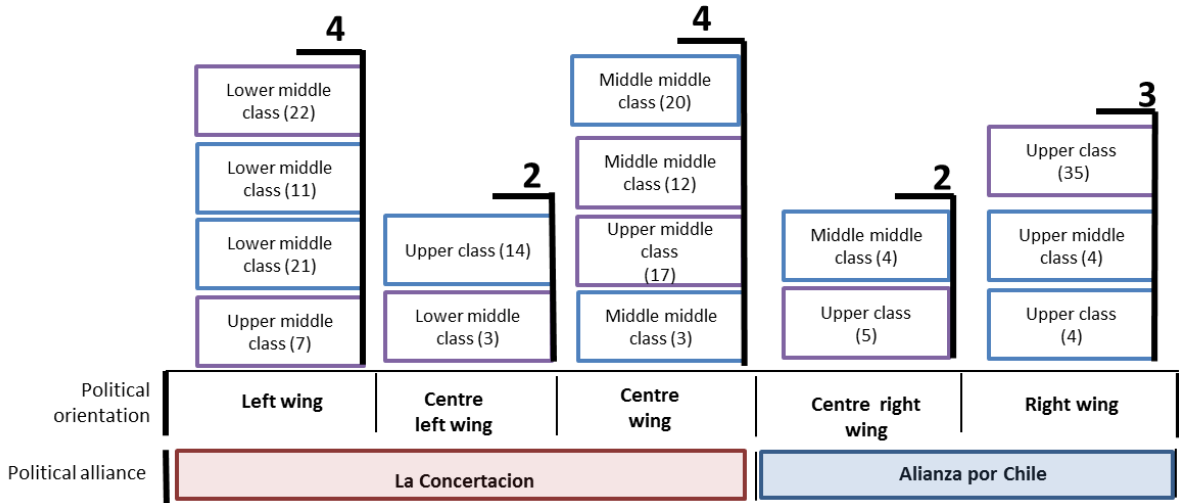 4
Lower middle
class (22)
Lower middle
class (11)
Lower middle
class (21)
Upper middle
class (7)
2
Upper class (14)
Lower middle
class (3)
4
Middle middle
class (20)
Middle middle
class (12)
Upper middle
class
(17)
Middle middle
class (3)
2
Middle middle
class (4)
Upper class
(5)
3
Upper class
(35)
Upper middle
class (4)
Upper class
(4)
Political
orientation
Left wing
Centre
left wing
Centre
wing
Centre right
wing
Right wing
Political alliance
La Concertacion
Alianza por Chile